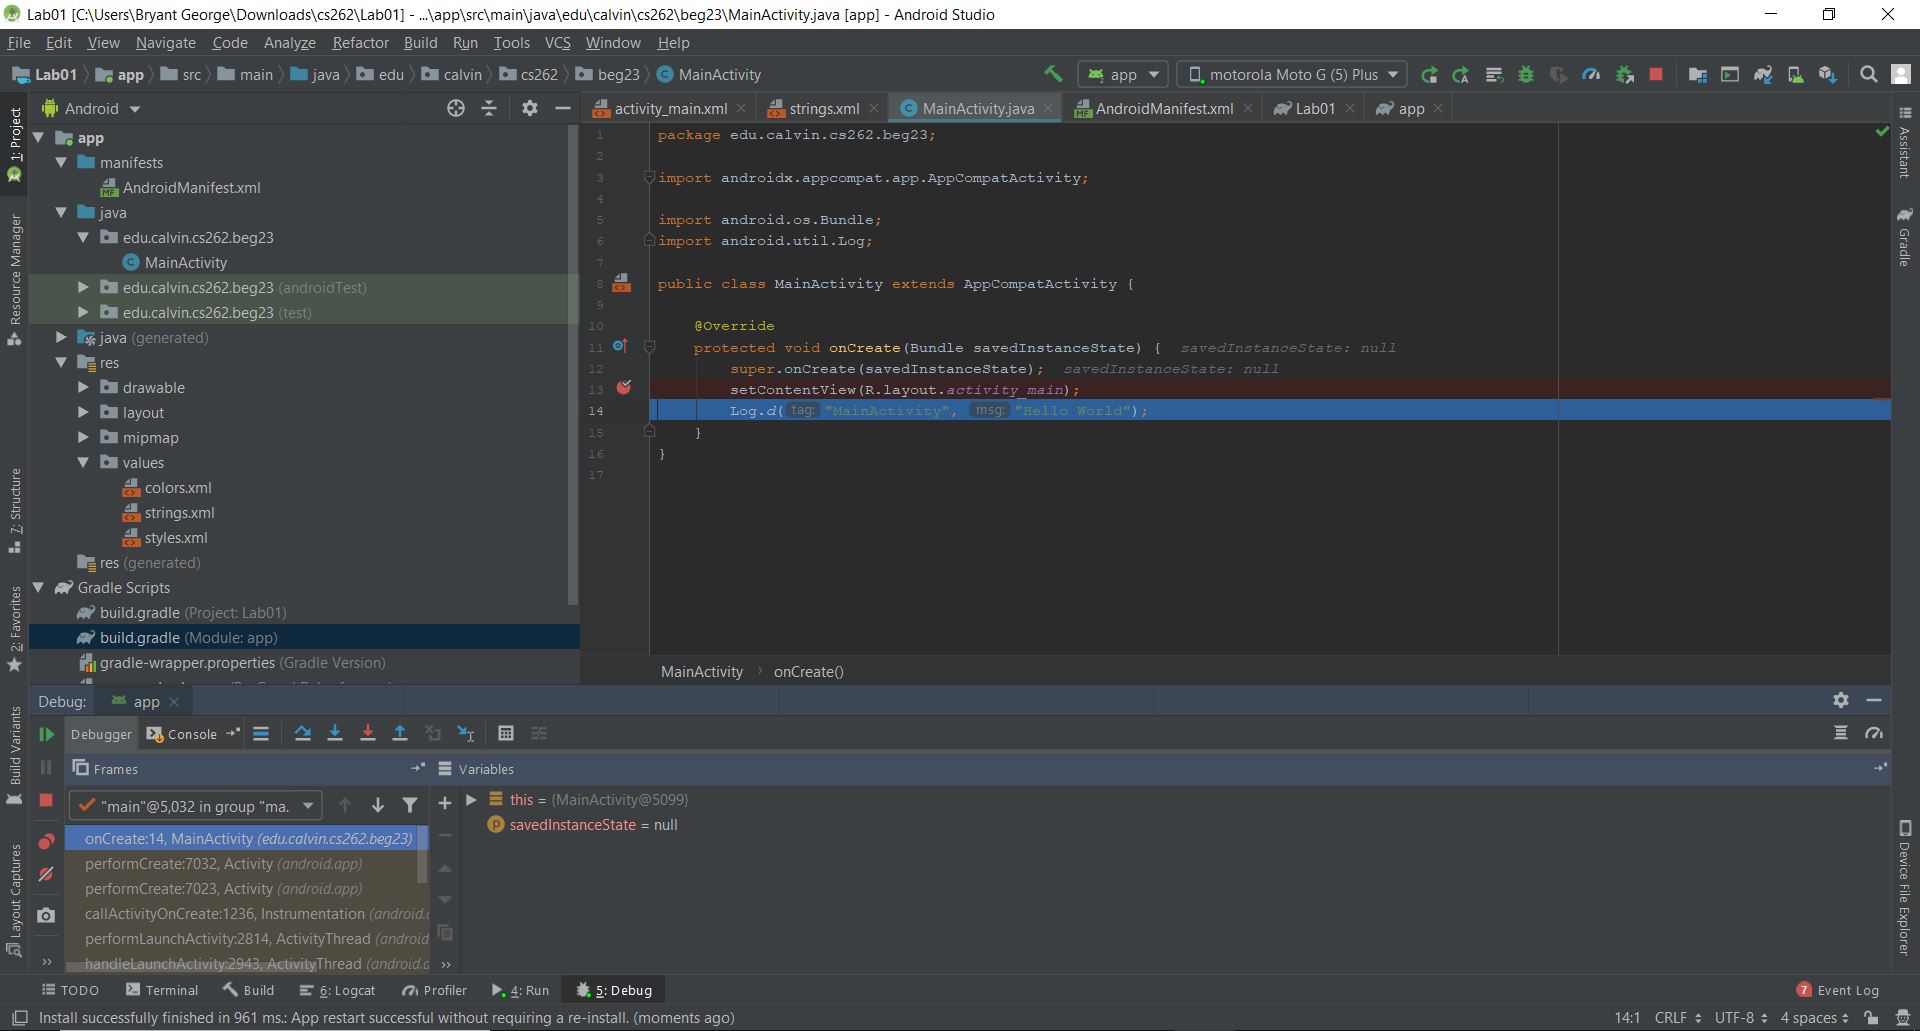 Lab01 [C:\Users\Bryant George\Downloads\cs262\Lab01] - ...\app\src\main\java\edu\calvin\cs262\beg23\MainActivity.java [app] - Android Studio
File Edit View Navigate Code Analyze Refactor Build Run Tools VCS Window Help
Lab01 app src main java edu calvin cs262 beg23 MainActivity
app motorola Moto G (5) Plus
1: Project
Resource Manager
7: Structure
2: Favorites
Build Variants
Layout Captures
Android
app
manifests
AndroidManifest.xml
java
edu.calvin.cs262.beg23
MainActivity
edu.calvin.cs262.beg23 (androidTest)
edu.calvin.cs262.beg23 (test)
java (generated)
res
drawable
layout
mipmap
values
colors.xml
strings.xml
styles.xml
res (generated)
Gradle Scripts
build.gradle (Project: Lab01)
build.gradle (Module: app)
gradle-wrapper.properties (Gradle Version)
activity_main.xml strings.xml MainActivity.java AndroidManifest.xml Lab01 app
1 package edu.calvin.cs262.beg23;
2
3 import androidx.appcompat.app.AppCompatActivity;
4
5 import android.os.Bundle;
6 import android.util.Log;
7
8 public class MainActivity extends AppCompatActivity {
9
10 @Override
11 protected void onCreate(Bundle savedInstanceState) { savedInstanceState: null
12 super.onCreate(savedInstanceState); savedInstanceState: null
13 setContentView(R.layout.activity_main);
14 Log.d( tag: "MainActivity", msg: "Hello World");
15 }
16 }
17
MainActivity onCreate()
Assistant
Gradle
Device File Explorer
Debug: app
Debugger Console
Frames
Variables
"main"@5,032 in group "ma.
onCreate:14, MainActivity (edu.calvin.cs262.beg23)
performCreate:7032, Activity (android.app)
performCreate:7023, Activity (android.app)
callActivityOnCreate:1236, Instrumentation (android.
performLaunchActivity:2814, ActivityThread (android
handleLaunchActivity:2943, ActivityThread (android.
this = {MainActivity@5099}
savedInstanceState = null
TODO Terminal Build 6: Logcat Profiler 4: Run 5: Debug 7 Event Log
Install successfully finished in 961 ms.: App restart successful without requiring a re-install. (moments ago) 14:1 CRLF UTF-8 4 spaces